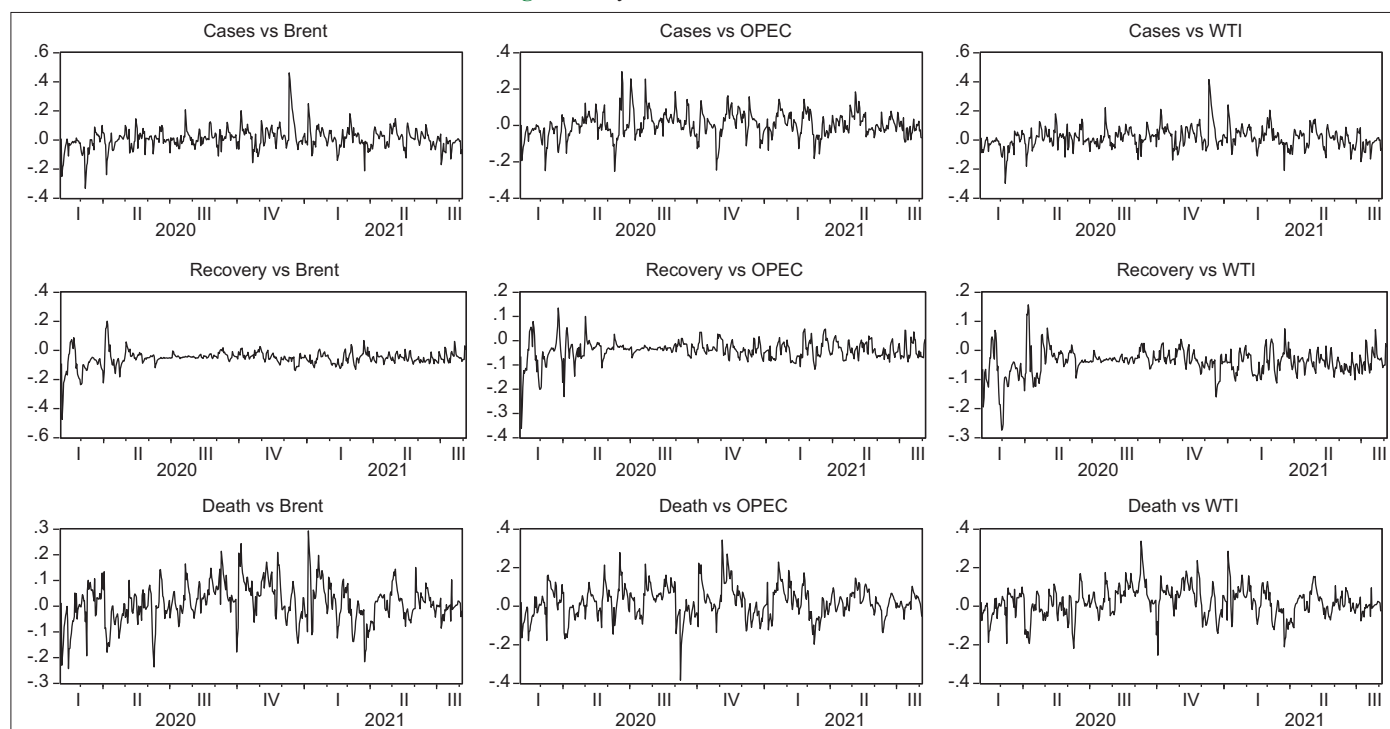 Cases vs Brent Cases vs OPEC Cases vs WTI
.6 .4 .6
.4 .2 .4
.2 .0 .2
.0 -.2 .0
-.2 -.4 -.2
-.4 -.4
I II III IV I II III I II III IV I II III I II III IV I II III
2020 2021 2020 2021 2020 2021
Recovery vs Brent Recovery vs OPEC Recovery vs WTI
.4 .2 .2
.2 .1 .1
.0 .0 .0
-.2 -.1 -.1
-.4 -.2 -.2
-.6 -.3 -.3
-.4
I II III IV I II III I II III IV I II III I II III IV I II III
2020 2021 2020 2021 2020 2021
Death vs Brent Death vs OPEC Death vs WTI
.3 .4 .4
.2 .2 .2
.1 .0 .0
.0 -.2 -.2
-.1 -.4 -.4
-.2
-.3
I II III IV I II III I II III IV I II III I II III IV I II III
2020 2021 2020 2021 2020 2021